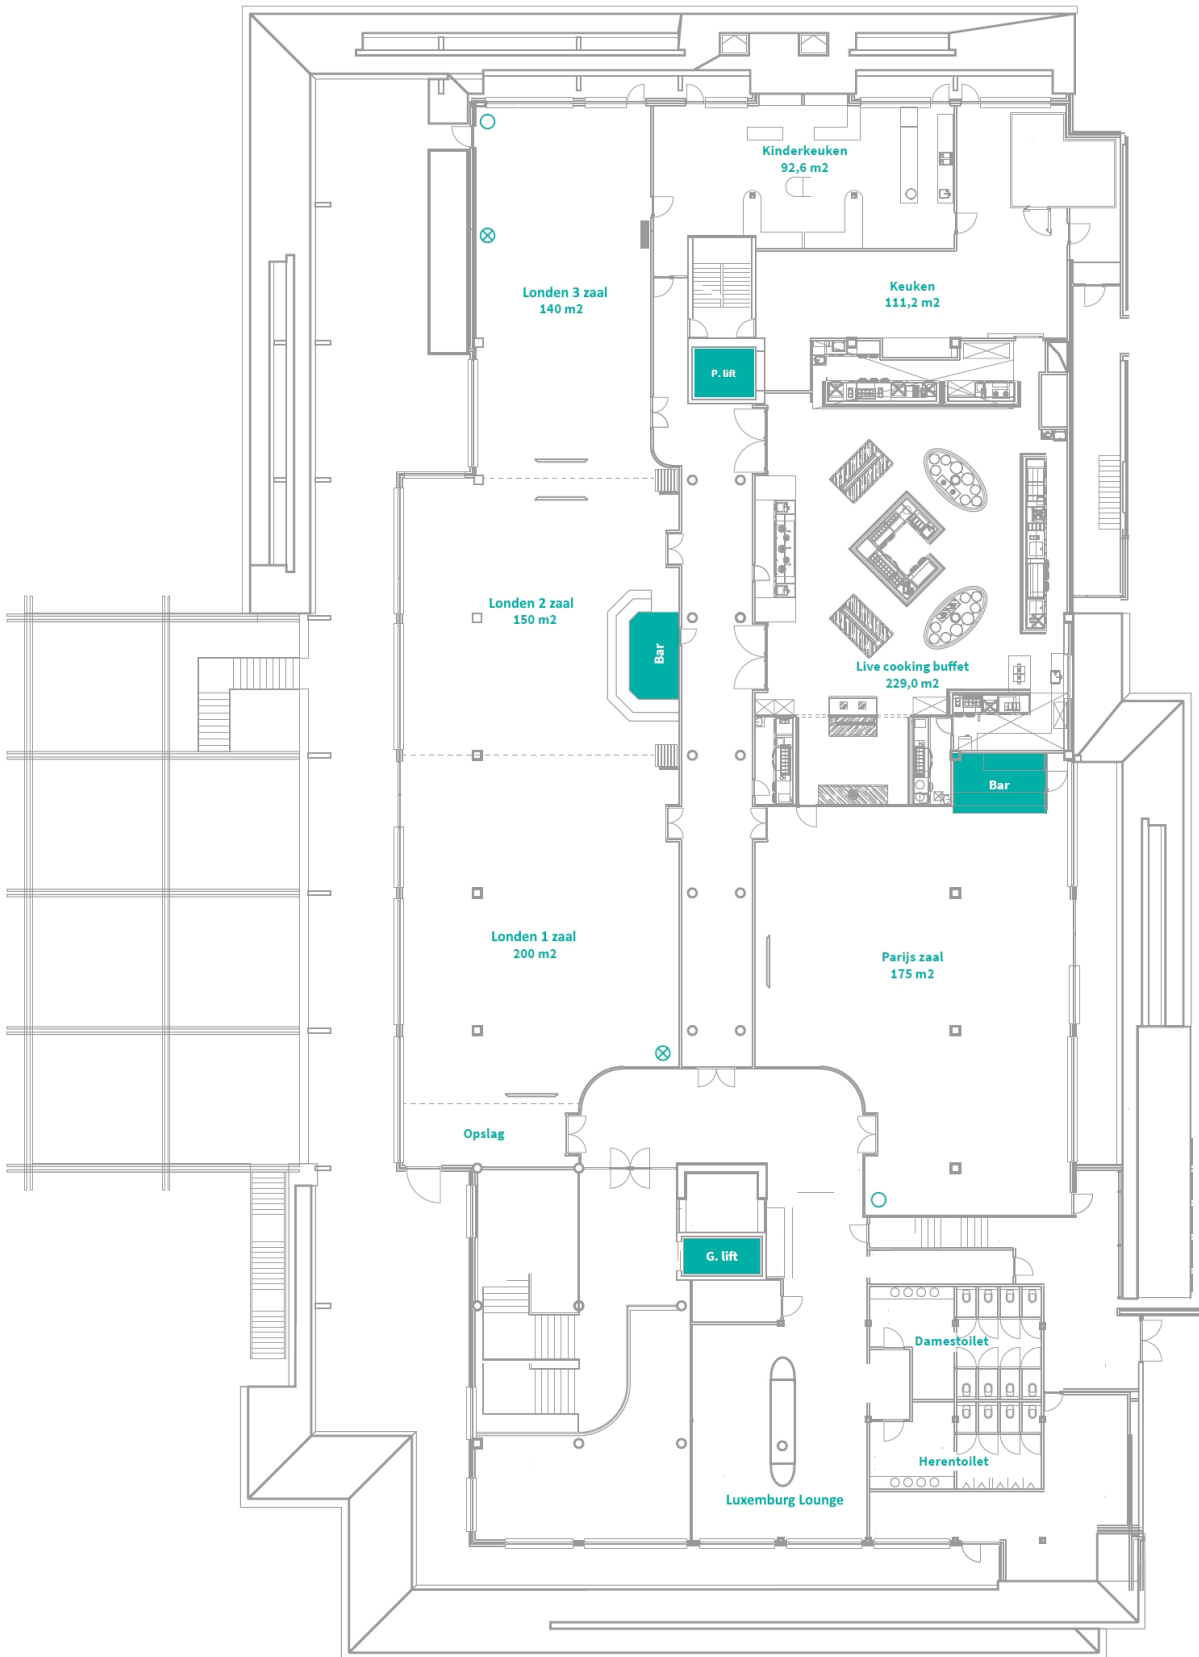 Kinderkeuken
92,6 m2
Londen 3 zaal
140 m2
Keuken
111,2 m2
P. lift
Londen 2 zaal
150 m2
Bar
Live cooking buffet
229,0 m2
Bar
Londen 1 zaal
200 m2
Parijs zaal
175 m2
Opslag
G. lift
Damestoilet
Herentoilet
Luxemburg Lounge